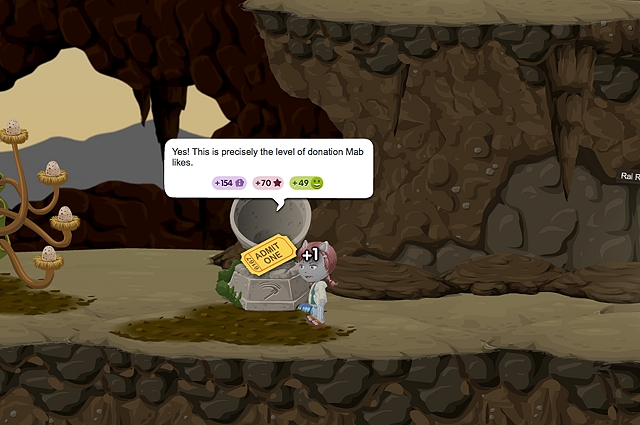 Yes! This is precisely the level of donation Mab
likes.
+154 +70 +49
Rai R
ADMIT
ONE
+1